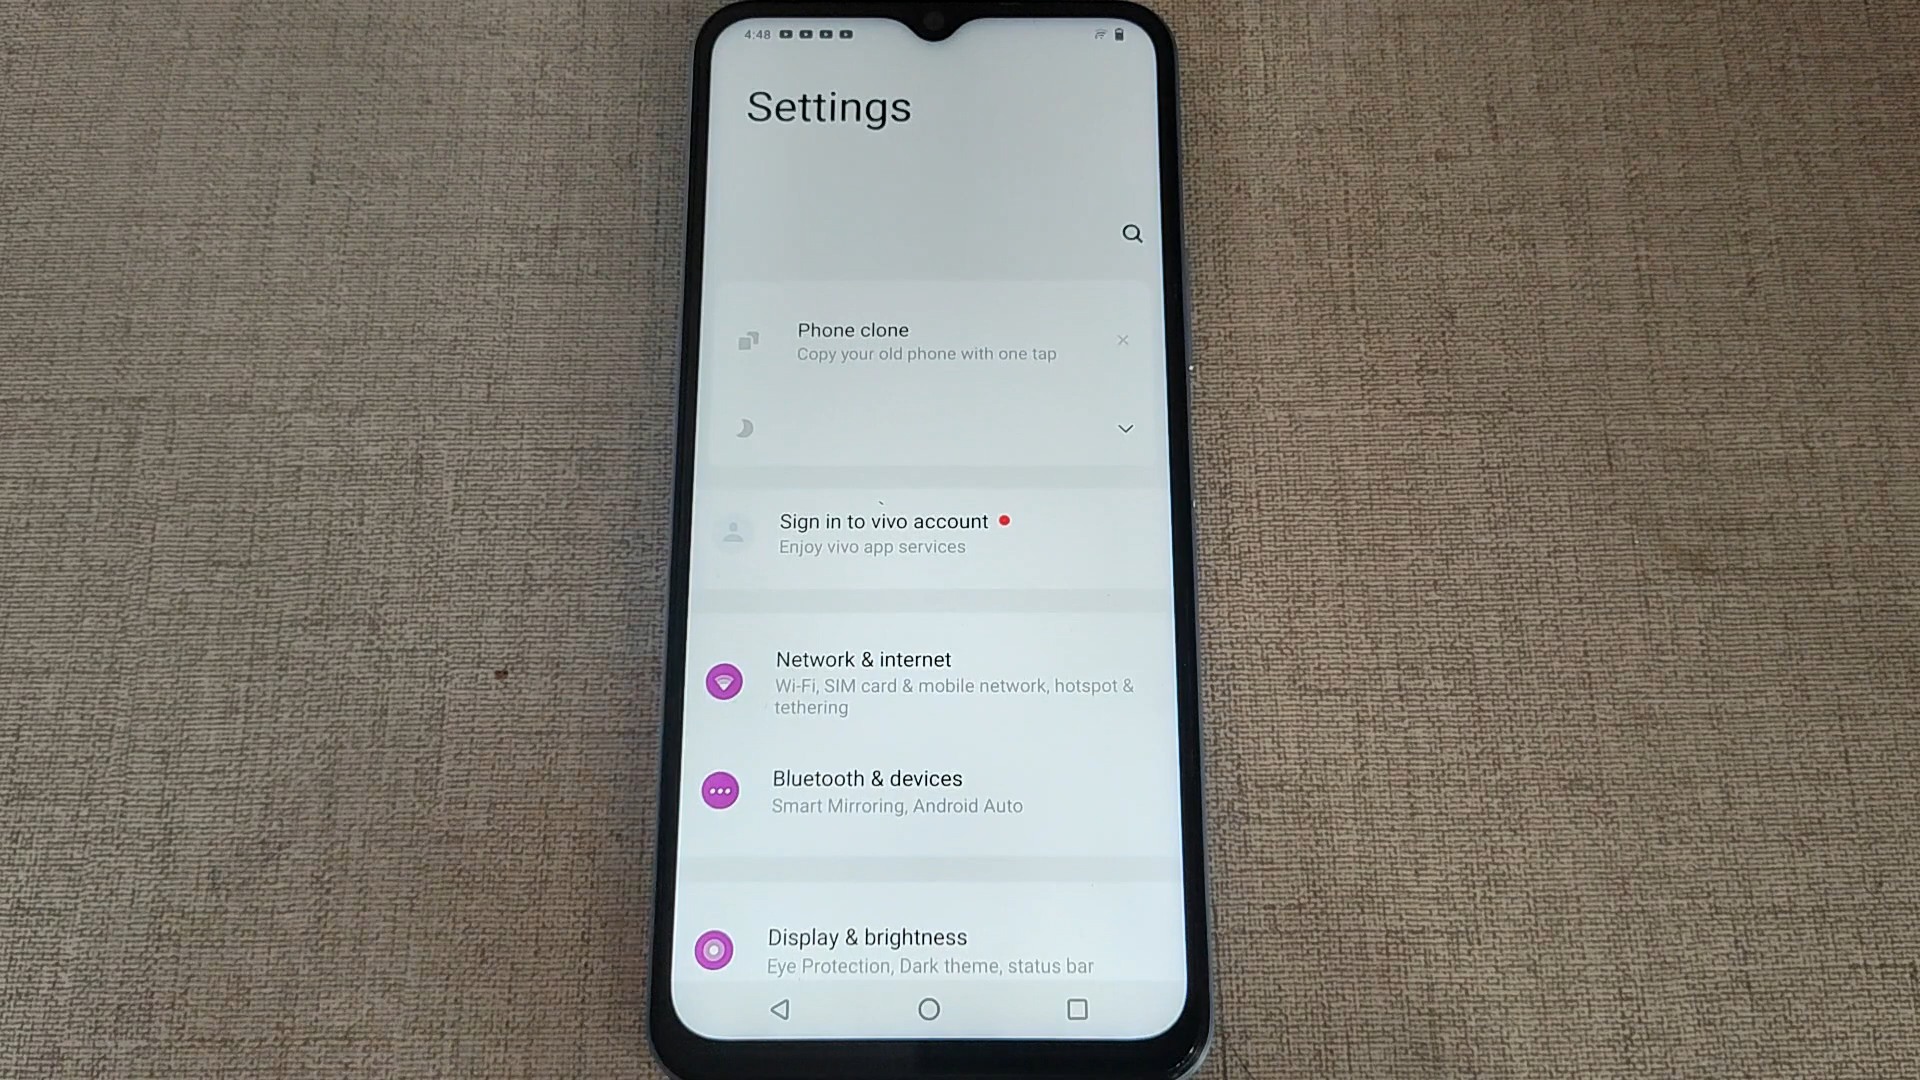 4:48
Settings
Phone clone
Copy your old phone with one tap
Sign in to vivo account
Enjoy vivo app services
Network & internet
Wi-Fi, SIM card & mobile network, hotspot &
tethering
Bluetooth & devices
Smart Mirroring, Android Auto
Display & brightness
Eye Protection, Dark theme, status bar